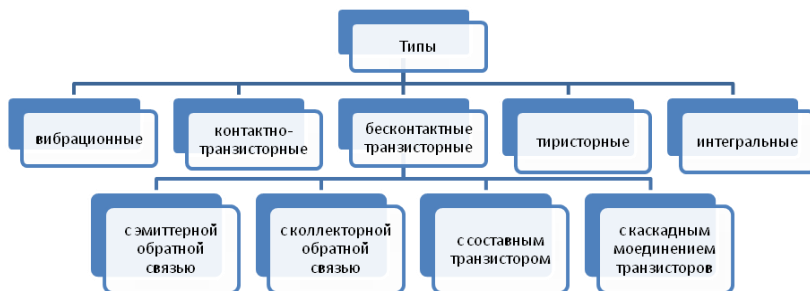 Типы
вибрационные
контактно-
транзисторные
бесконтактные
транзисторные
тиристорные
интегральные
с эмиттерной
обратной
связью
с коллекторной
обратной
связью
с составным
транзистором
с каскадным
моединением
транзисторов